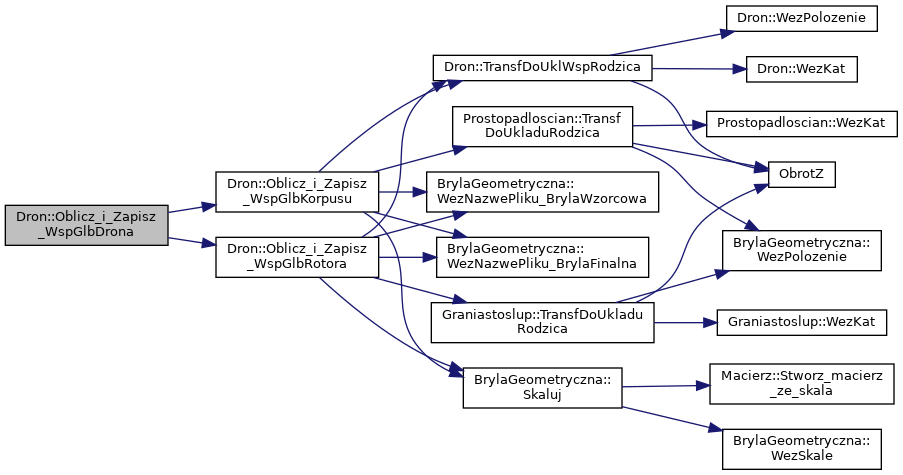 Dron::Oblicz_i_Zapisz
_WspGlbDrona
Dron::Oblicz_i_Zapisz
_WspGlbKorpusu
Dron::Oblicz_i_Zapisz
_WspGlbRotora
Dron::TransfDoUklWspRodzica
Prostopadloscian::Transf
DoUkladuRodzica
BrylaGeometryczna::
WezNazwePliku_BrylaWzorcowa
BrylaGeometryczna::
WezNazwePliku_BrylaFinalna
Graniastoslup::TransfDoUkladu
Rodzica
BrylaGeometryczna::
Skaluj
Dron::WezPolozenie
Dron::WezKat
Prostopadloscian::WezKat
ObrotZ
BrylaGeometryczna::
WezPolozenie
Graniastoslup::WezKat
Macierz::Stworz_macierz
_ze_skala
BrylaGeometryczna::
WezSkale